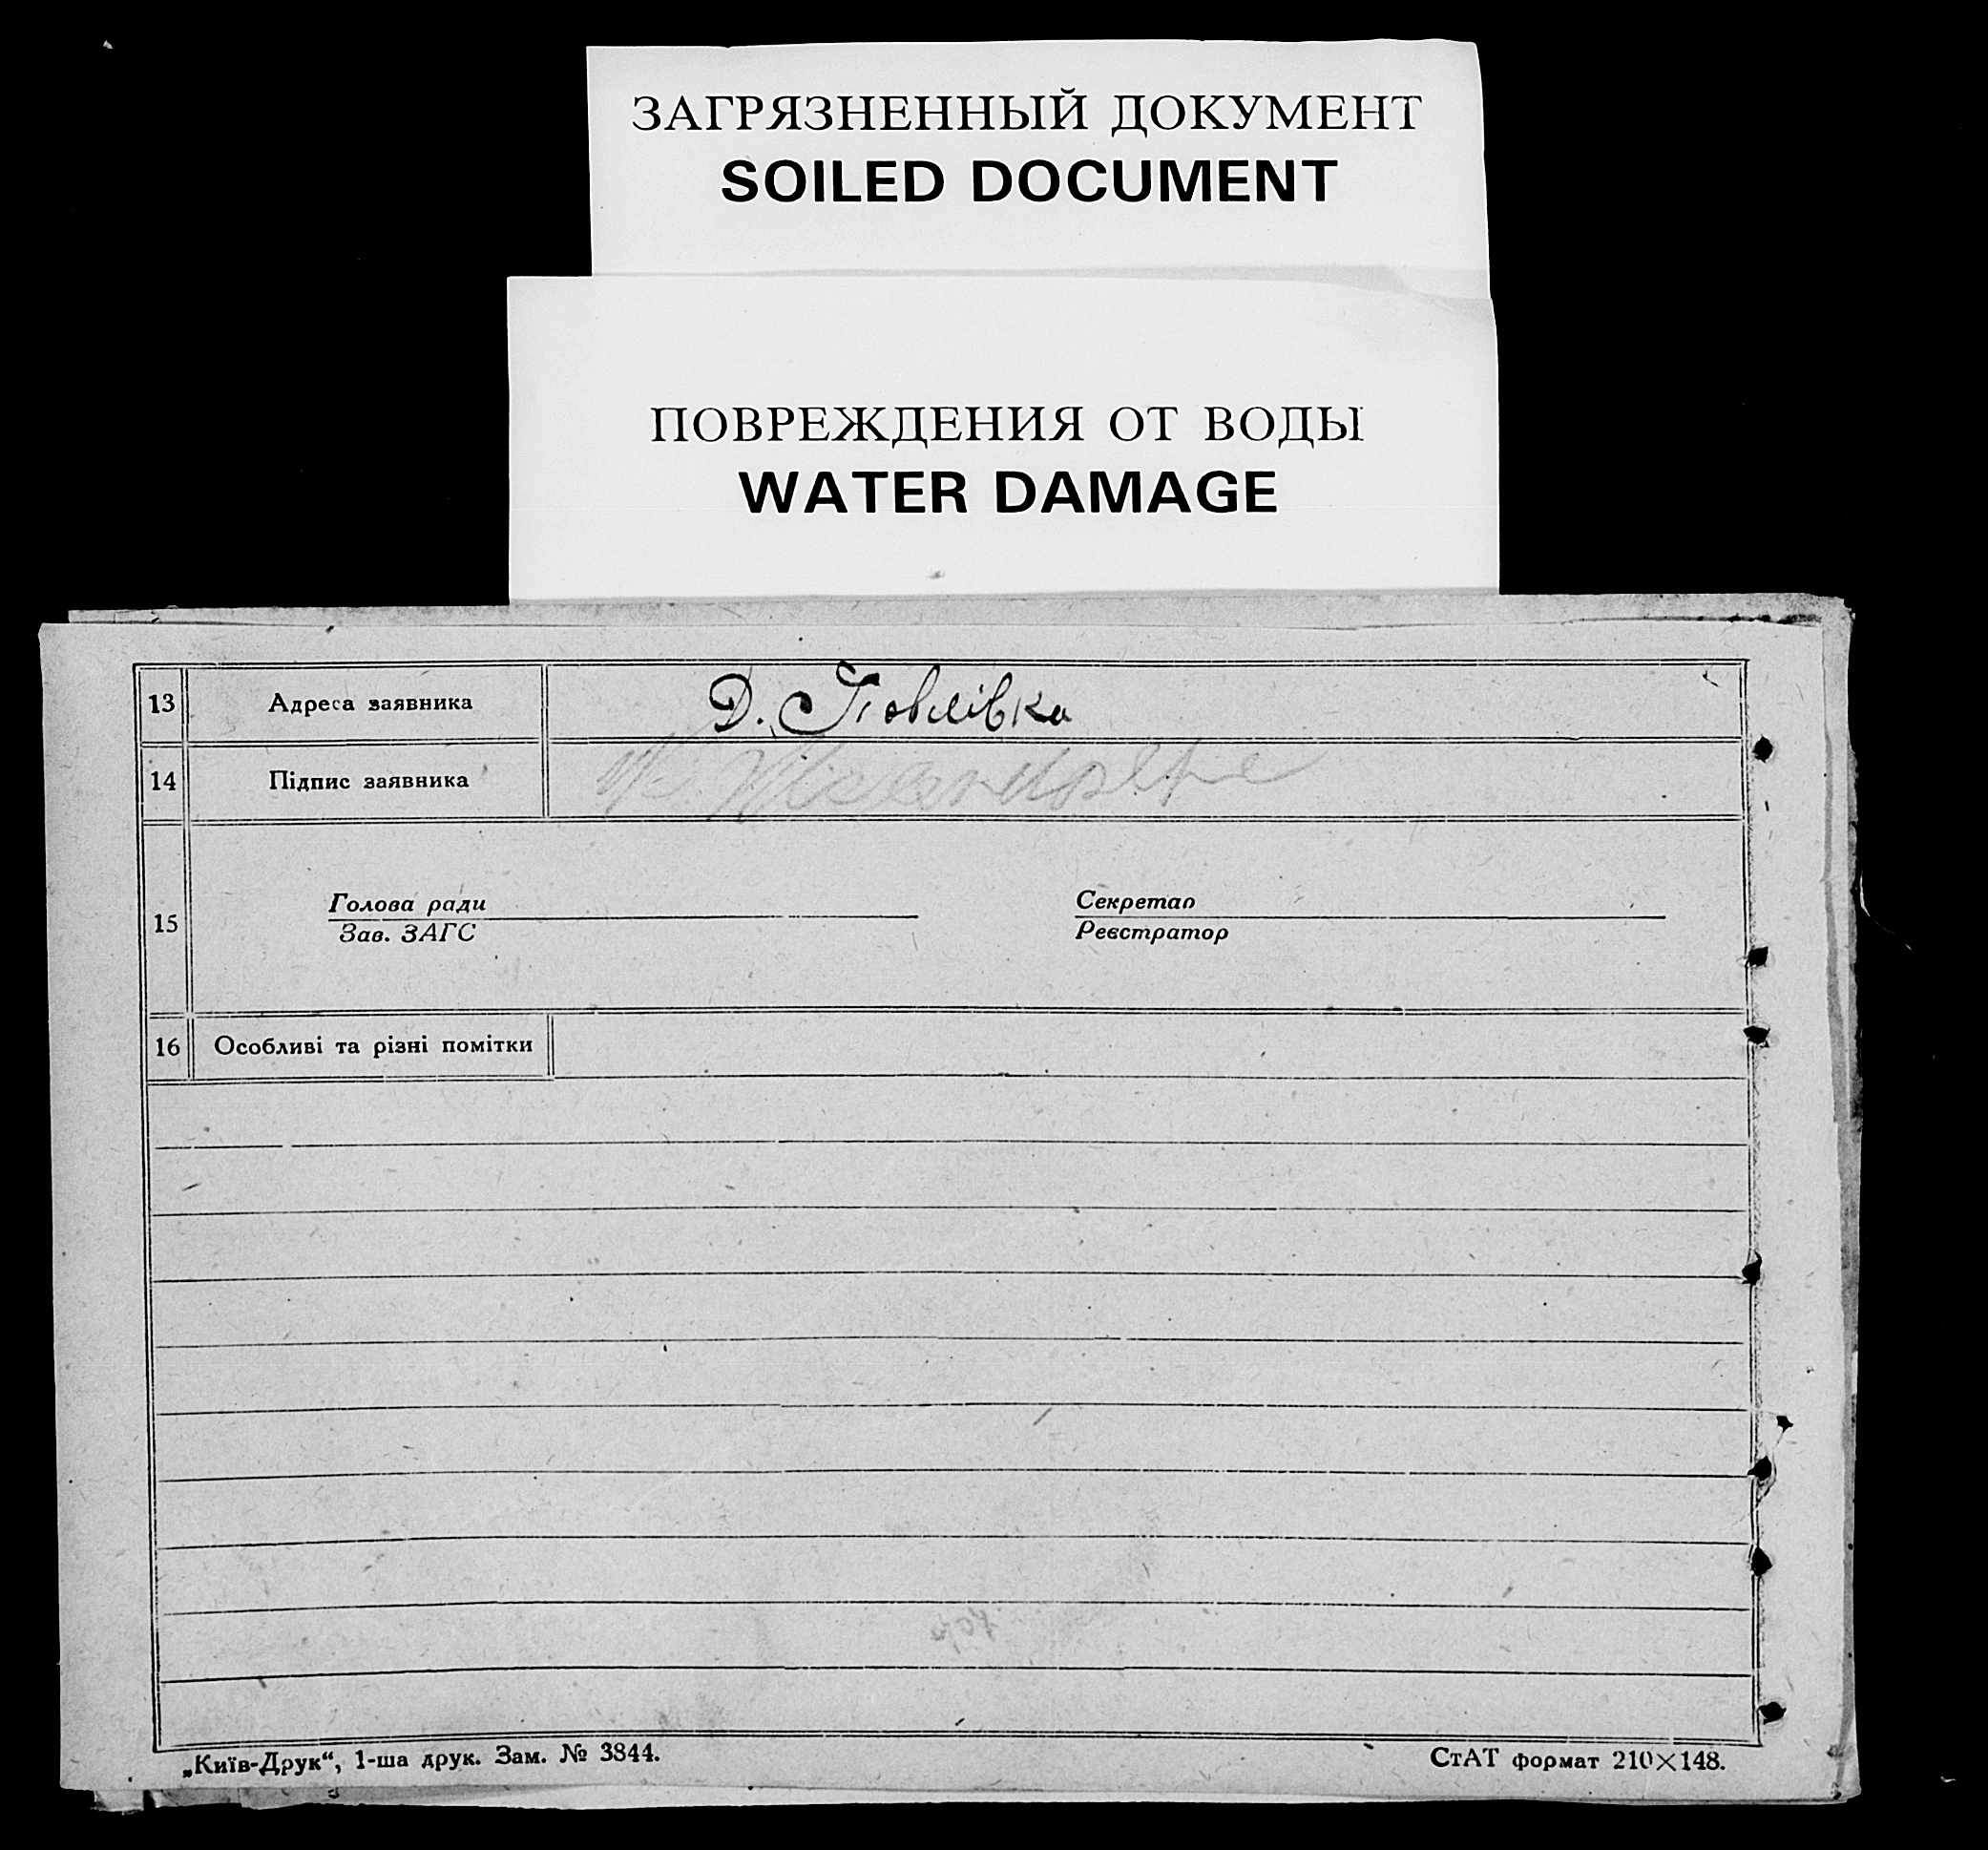 ЗАГРЯЗНЕННЫЙ ДОКУМЕНТ
SOILED DOCUMENT
ПОВРЕЖДЕНИЯ ОТ ВОДЫ
WATER DAMAGE
13 Адреса заявника Д. Повлівка
14 Підпис заявника
15 Голова ради Секретар
Зав. ЗАГС Реєстратор
16 Особливі та різні помітки
„Київ-Друк“, 1-ша друк. Зам. № 3844. СтАТ формат 210×148.